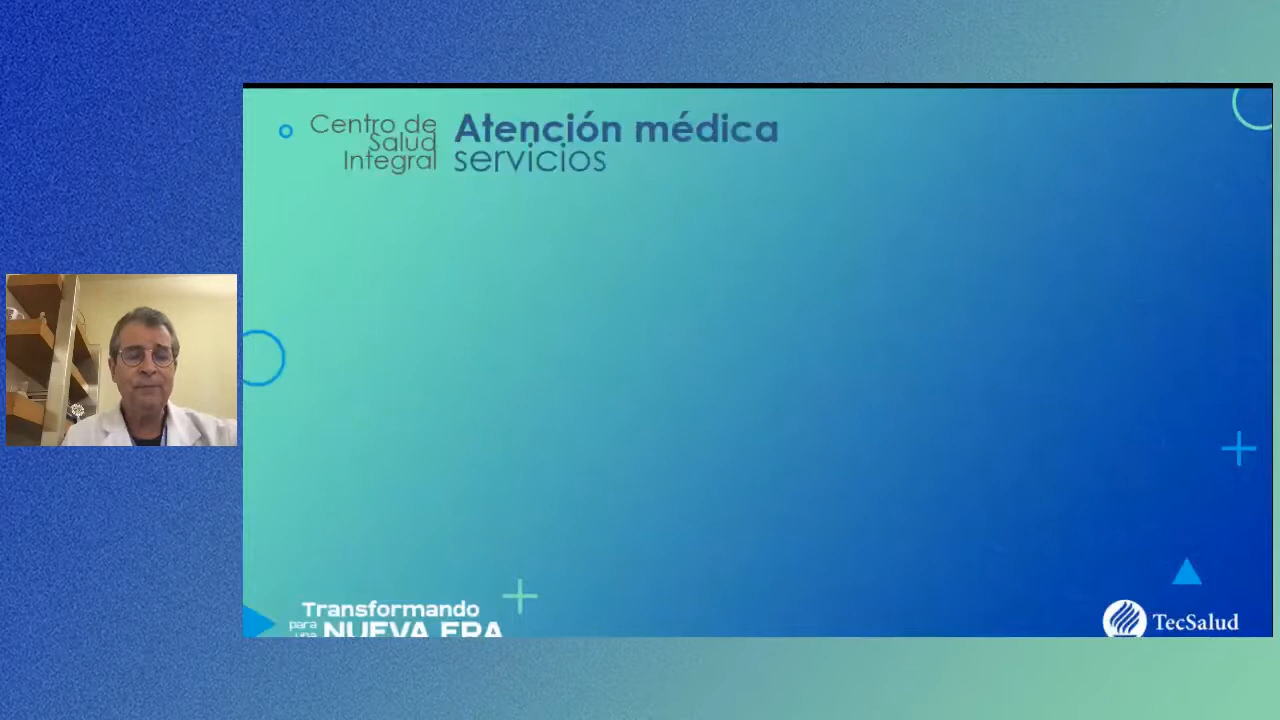 Centro de
Salud
Integral
Atención médica
servicios
Transformando
para
una
NUEVA ERA
TecSalud